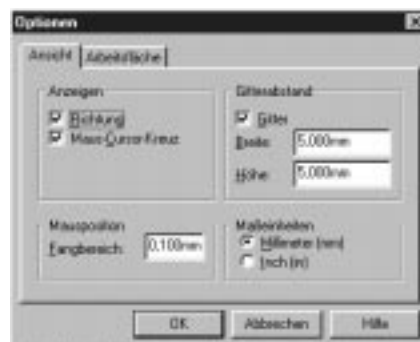 Optionen
Ansicht Arbeitsfläche
Anzeigen
Richtung
Maus-Cursor-Kreuz
Gitterabstand
Gitter
Breite: 5,000mm
Höhe: 5,000mm
Mausposition
Fangbereich: 0,100mm
Maßeinheiten
Millimeter (mm)
Inch (in)
OK Abbrechen Hilfe